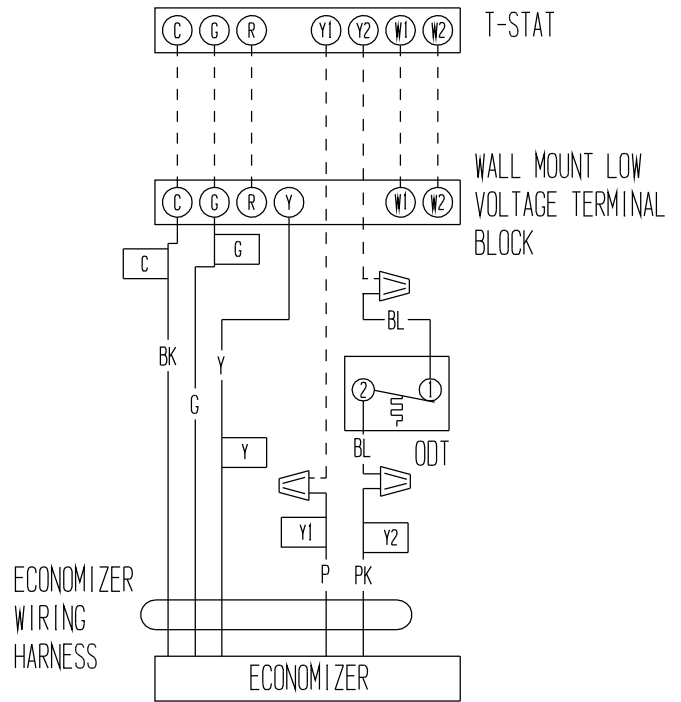 C G R Y1 Y2 W1 W2 T-STAT
WALL MOUNT LOW
VOLTAGE TERMINAL
BLOCK
C G R Y W1 W2
G
C
BL
BK
Y
2 1
G
BL
ODT
Y
Y1
Y2
P PK
ECONOMIZER
WIRING
HARNESS
ECONOMIZER